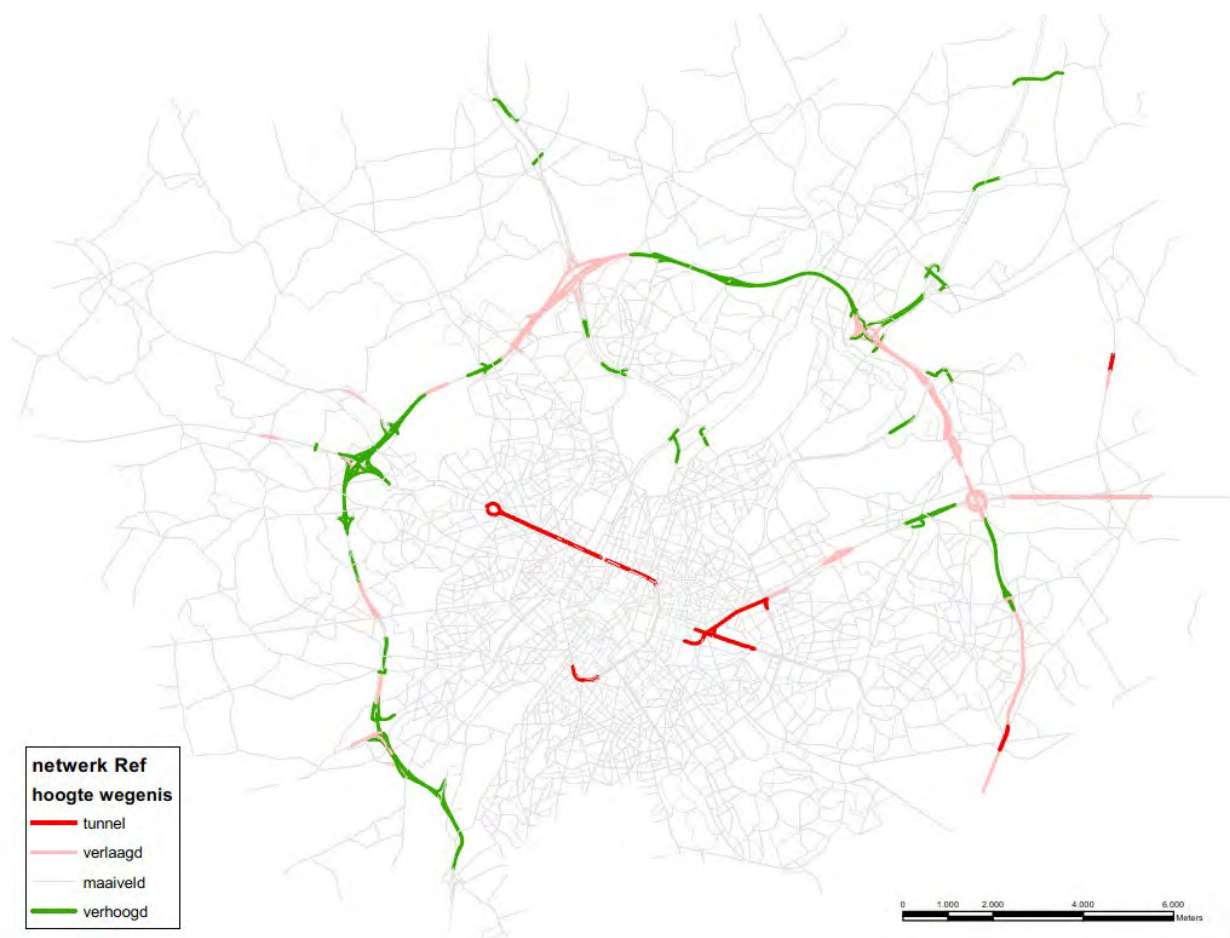 netwerk Ref
hoogte wegenis
tunnel
verlaagd
maaiveld
verhoogd
0 1.000 2.000 4.000 6.000
Meters